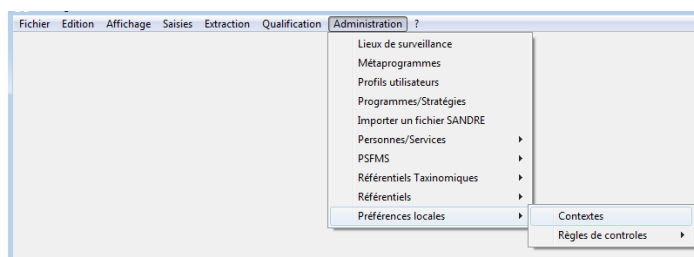 Fichier Edition Affichage Saisies Extraction Qualification Administration ?
Lieux de surveillance
Métaprogrammes
Profils utilisateurs
Programmes/Stratégies
Importer un fichier SANDRE
Personnes/Services
PSFMS
Référentiels Taxinomiques
Référentiels
Préférences locales
Contextes
Règles de controles